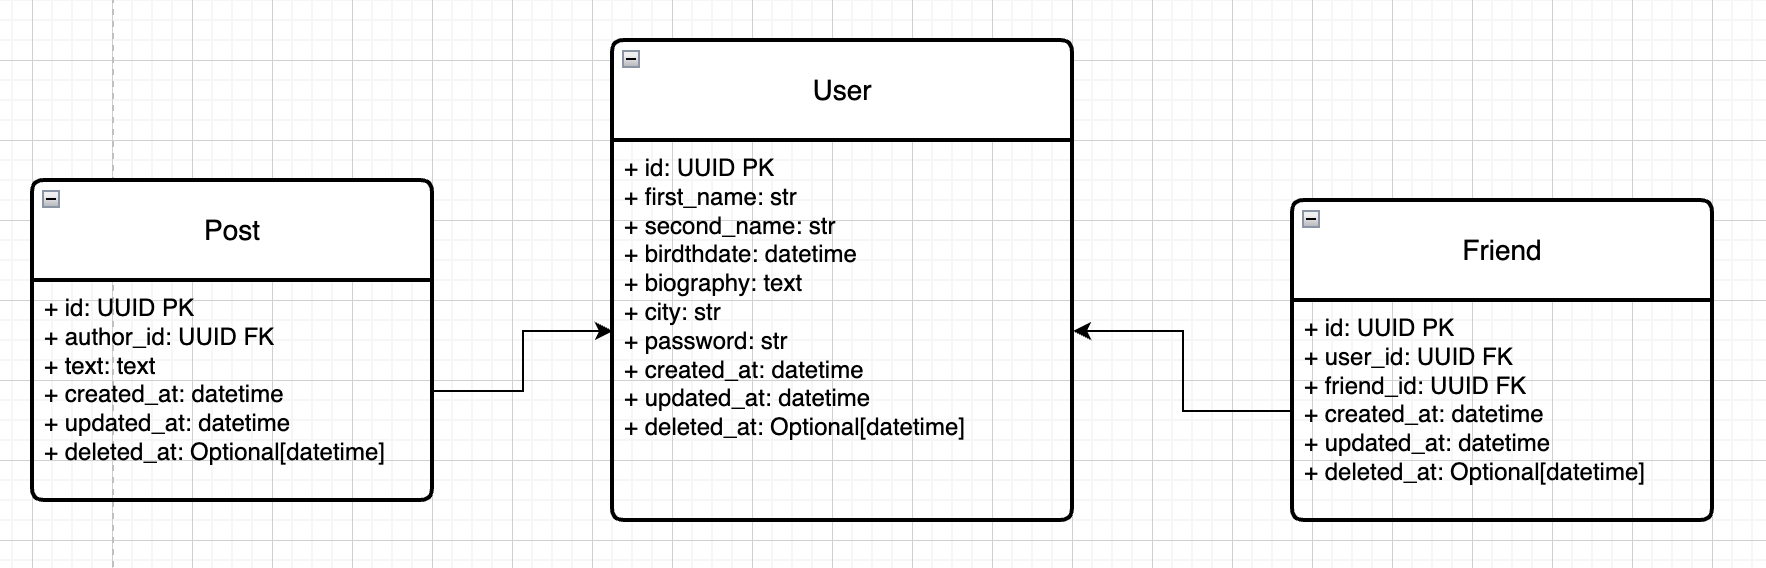 Post
+ id: UUID PK
+ author_id: UUID FK
+ text: text
+ created_at: datetime
+ updated_at: datetime
+ deleted_at: Optional[datetime]
User
+ id: UUID PK
+ first_name: str
+ second_name: str
+ birdthdate: datetime
+ biography: text
+ city: str
+ password: str
+ created_at: datetime
+ updated_at: datetime
+ deleted_at: Optional[datetime]
Friend
+ id: UUID PK
+ user_id: UUID FK
+ friend_id: UUID FK
+ created_at: datetime
+ updated_at: datetime
+ deleted_at: Optional[datetime]